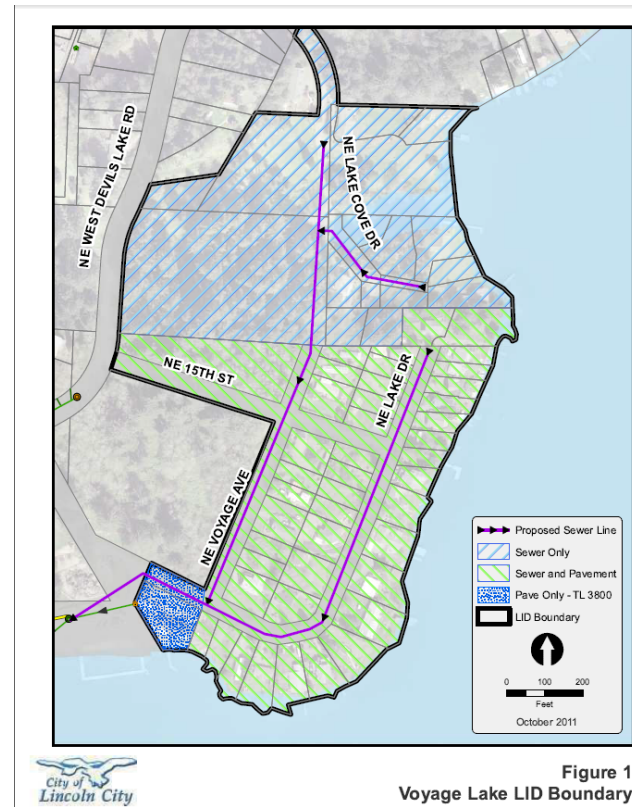 NE WEST DEVILS LAKE RD
NE LAKE COVE DR
NE 15TH ST
NE LAKE DR
NE VOYAGE AVE
Proposed Sewer Line
Sewer Only
Sewer and Pavement
Pave Only - TL 3800
LID Boundary
0 100 200
Feet
October 2011
City of
Lincoln City
Figure 1
Voyage Lake LID Boundary